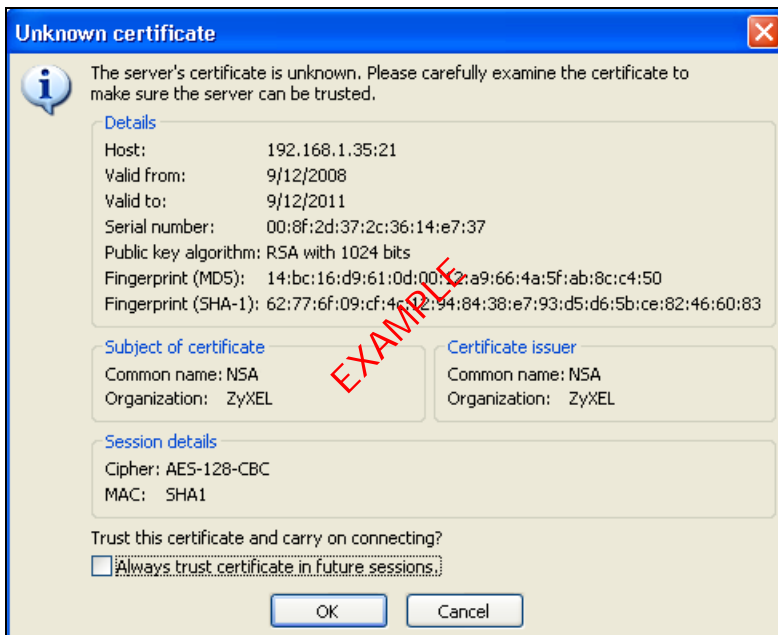 Unknown certificate
The server's certificate is unknown. Please carefully examine the certificate to
make sure the server can be trusted.
Details
Host: 192.168.1.35:21
Valid from: 9/12/2008
Valid to: 9/12/2011
Serial number: 00:8f:2d:37:2c:36:14:e7:37
Public key algorithm: RSA with 1024 bits
Fingerprint (MD5): 14:bc:16:d9:61:0d:00:12:a9:66:4a:5f:ab:8c:c4:50
Fingerprint (SHA-1): 62:77:6f:09:cf:4c:12:94:84:38:e7:93:d5:d6:5b:ce:82:46:60:83
EXAMPLE
Subject of certificate
Common name: NSA
Organization: ZyXEL
Certificate issuer
Common name: NSA
Organization: ZyXEL
Session details
Cipher: AES-128-CBC
MAC: SHA1
Trust this certificate and carry on connecting?
Always trust certificate in future sessions.
OK
Cancel